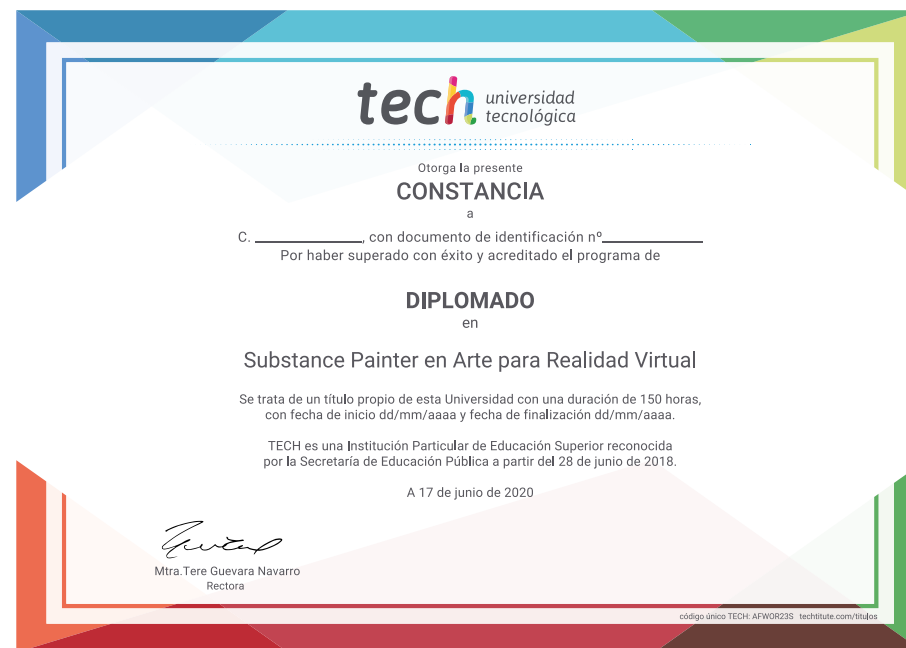 tech universidad
tecnológica
Otorga la presente
CONSTANCIA
a
C. ____________, con documento de identificación nº____________
Por haber superado con éxito y acreditado el programa de
DIPLOMADO
en
Substance Painter en Arte para Realidad Virtual
Se trata de un título propio de esta Universidad con una duración de 150 horas,
con fecha de inicio dd/mm/aaaa y fecha de finalización dd/mm/aaaa.
TECH es una Institución Particular de Educación Superior reconocida
por la Secretaría de Educación Pública a partir del 28 de junio de 2018.
A 17 de junio de 2020
Mtra.Tere Guevara Navarro
Rectora
código único TECH: AFWOR23S techtitute.com/titulos